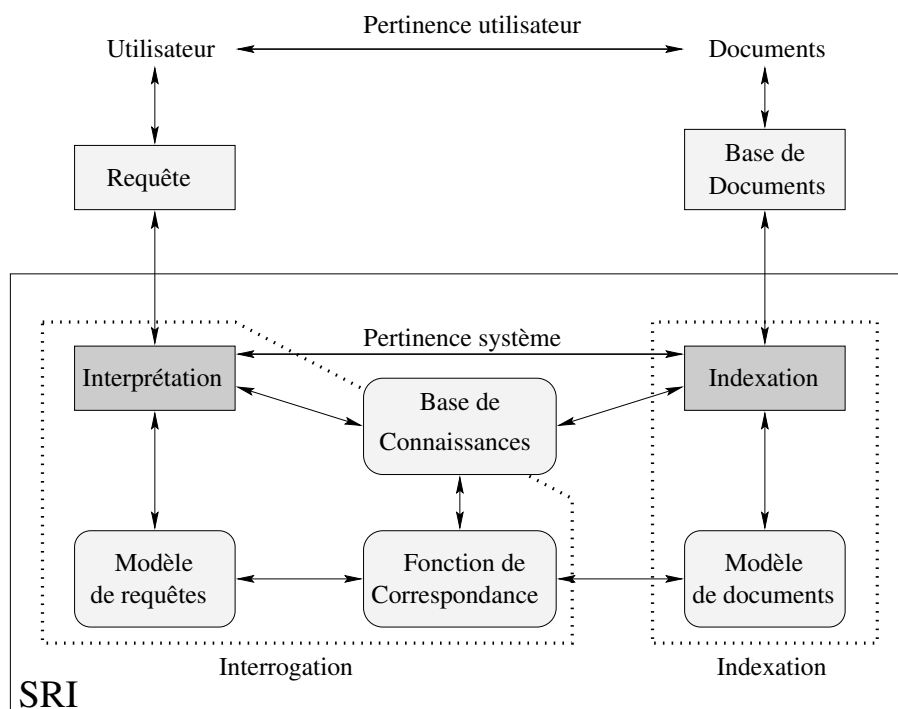 Pertinence utilisateur
Utilisateur
Documents
Requête
Base de
Documents
Pertinence système
Interprétation
Indexation
Base de
Connaissances
Modèle
de requêtes
Fonction de
Correspondance
Modèle
de documents
Interrogation
Indexation
SRI